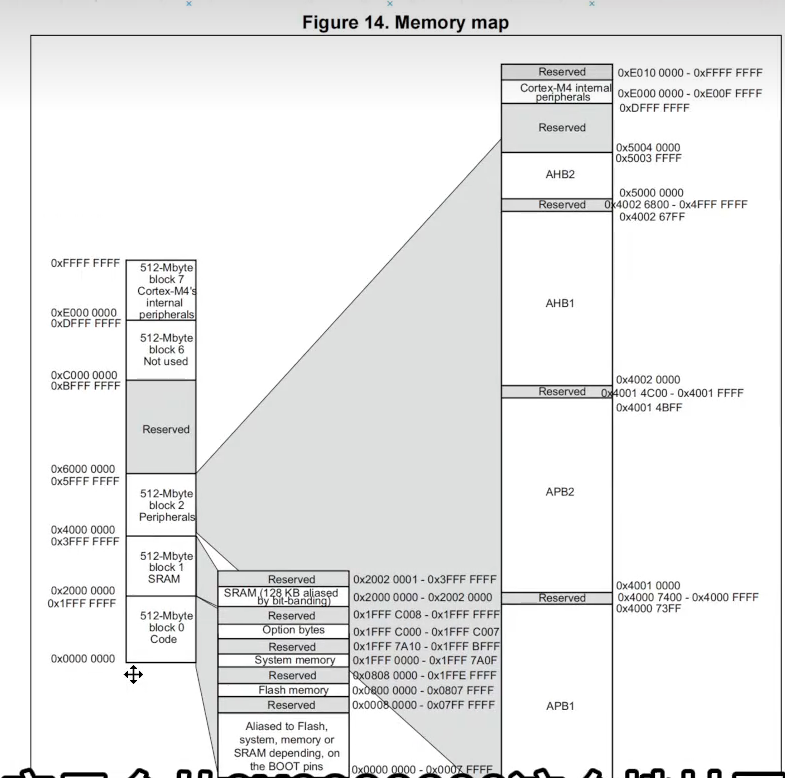 Figure 14. Memory map
Reserved
0xE010 0000 - 0xFFFF FFFF
Cortex-M4 internal
peripherals
0xE000 0000 - 0xE00F FFFF
0xDFFF FFFF
Reserved
0x5004 0000
0x5003 FFFF
AHB2
0x5000 0000
Reserved
0x4002 6800 - 0x4FFF FFFF
0x4002 67FF
AHB1
0x4002 0000
Reserved
0x4001 4C00 - 0x4001 FFFF
0x4001 4BFF
APB2
0x4001 0000
Reserved
0x4000 7400 - 0x4000 FFFF
0x4000 73FF
APB1
0xFFFF FFFF
512-Mbyte
block 7
Cortex-M4's
internal
peripherals
0xE000 0000
0xDFFF FFFF
512-Mbyte
block 6
Not used
0xC000 0000
0xBFFF FFFF
Reserved
0x6000 0000
0x5FFF FFFF
512-Mbyte
block 2
Peripherals
0x4000 0000
0x3FFF FFFF
512-Mbyte
block 1
SRAM
0x2000 0000
0x1FFF FFFF
512-Mbyte
block 0
Code
0x0000 0000
Reserved
0x2002 0001 - 0x3FFF FFFF
SRAM (128 KB aliased
by bit-banding)
0x2000 0000 - 0x2002 0000
Reserved
0x1FFF C008 - 0x1FFF FFFF
Option bytes
0x1FFF C000 - 0x1FFF C007
Reserved
0x1FFF 7A10 - 0x1FFF BFFF
System memory
0x1FFF 0000 - 0x1FFF 7A0F
Reserved
0x0808 0000 - 0x1FFE FFFF
Flash memory
0x0800 0000 - 0x0807 FFFF
Reserved
0x0008 0000 - 0x07FF FFFF
Aliased to Flash,
system, memory or
SRAM depending, on
the BOOT pins
0x0000 0000 - 0x0007 FFFF